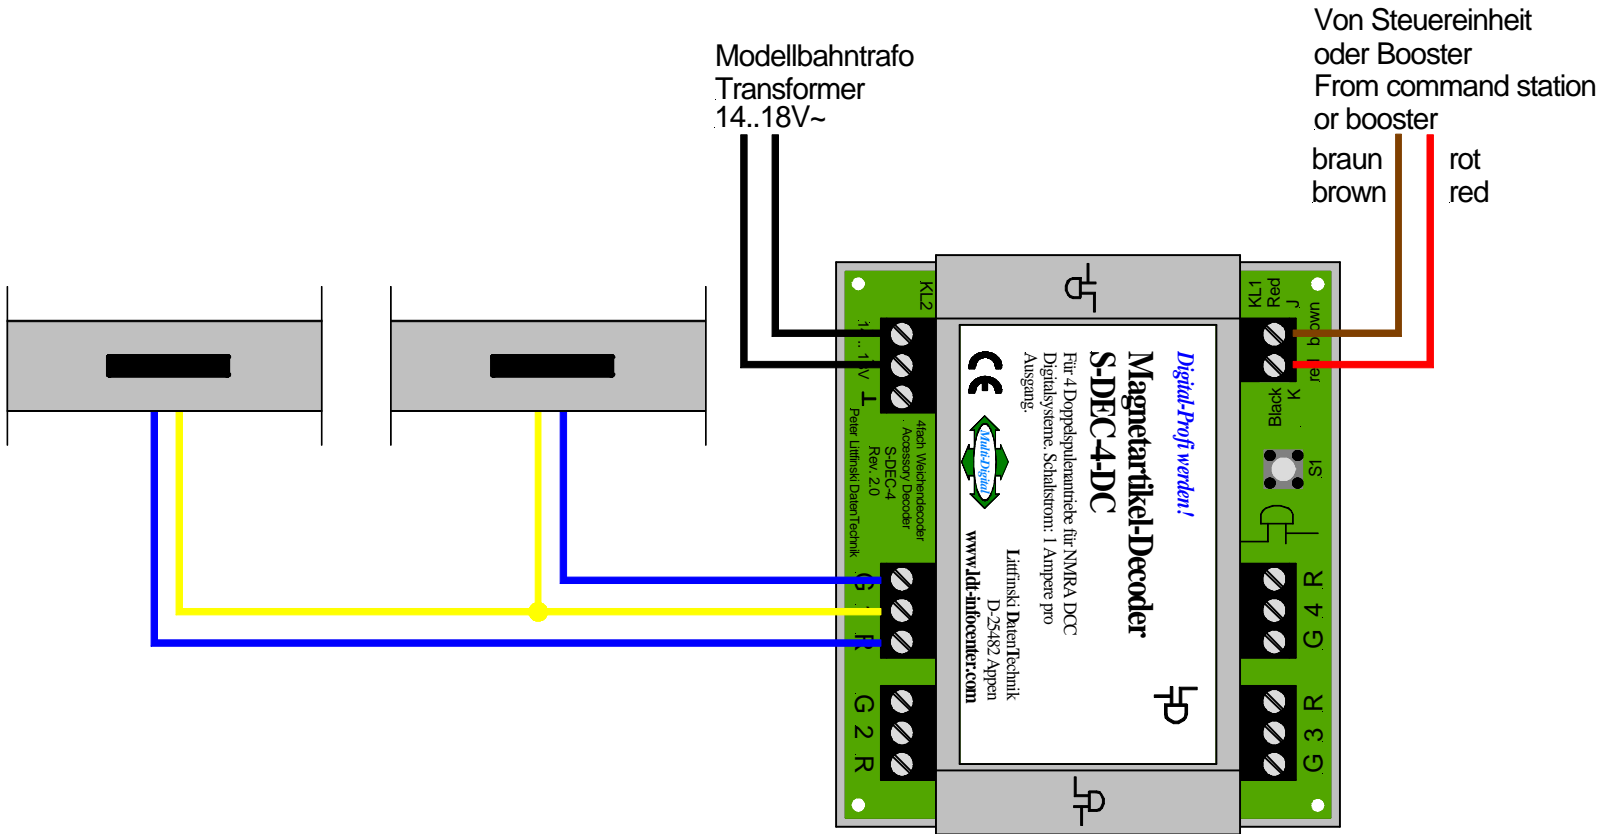 Modellbahntrafo
Transformer
14..18V~
Von Steuereinheit
oder Booster
From command station
or booster
braun
brown
rot
red
KL2
4fach Weichendecoder
Accessory Decoder
S-DEC-4
Rev. 2.0
Peter Littfinski DatenTechnik
G
R
G 2 R
Digital-Profi werden!
Magnetartikel-Decoder
S-DEC-4-DC
Für 4 Doppelspulenantriebe für NMRA DCC
Digitalsysteme. Schaltstrom: 1 Ampere pro
Ausgang.
CE
Multi-Digital
Littfinski DatenTechnik
D-25482 Appen
www.ldt-infocenter.com
KL1
Red
J
K
Black
S1
G 4 R
G 3 R